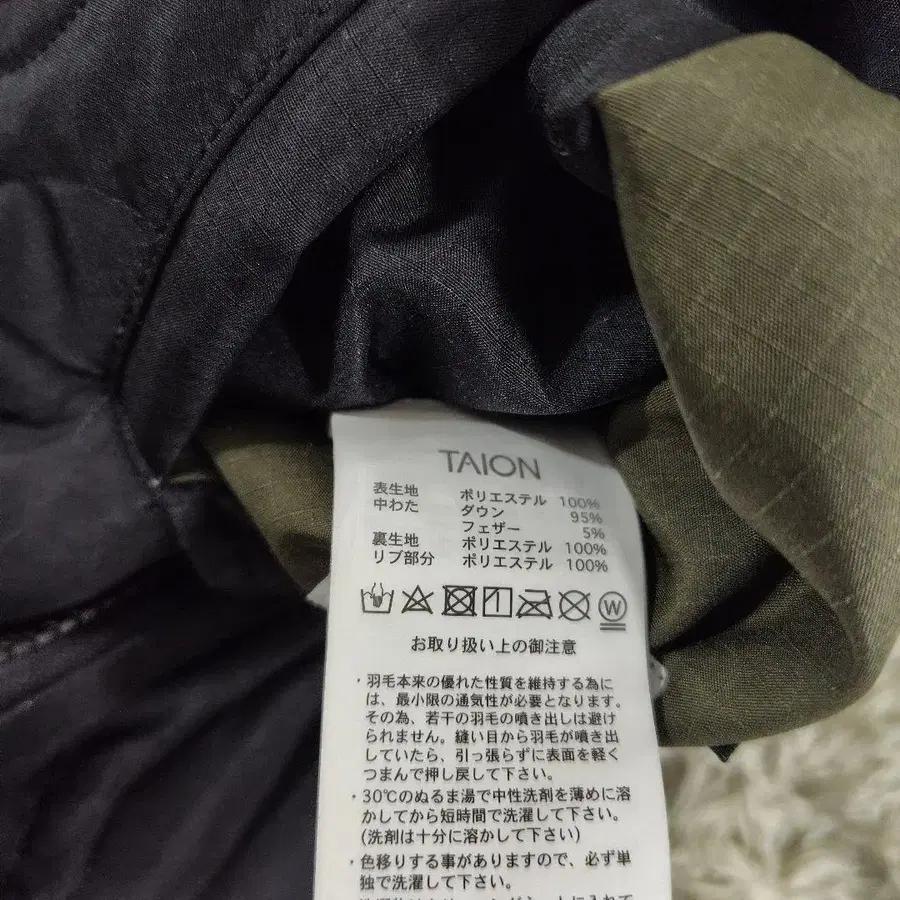 TAION
表生地 ポリエステル 100%
中わた ダウン 95%
フェザー 5%
裏生地 ポリエステル 100%
リブ部分 ポリエステル 100%
W
お取り扱い上の御注意
・羽毛本来の優れた性質を維持する為に
は、最小限の通気性が必要となります。
その為、若干の羽毛の噴き出しは避け
られません。縫い目から羽毛が噴き出
していたら、引っ張らずに表面を軽く
つまんで押し戻して下さい。
・30℃のぬるま湯で中性洗剤を薄めに溶
かしてから短時間で洗濯して下さい。
(洗剤は十分に溶かして下さい)
・色移りする事がありますので、必ず単
独で洗濯して下さい。